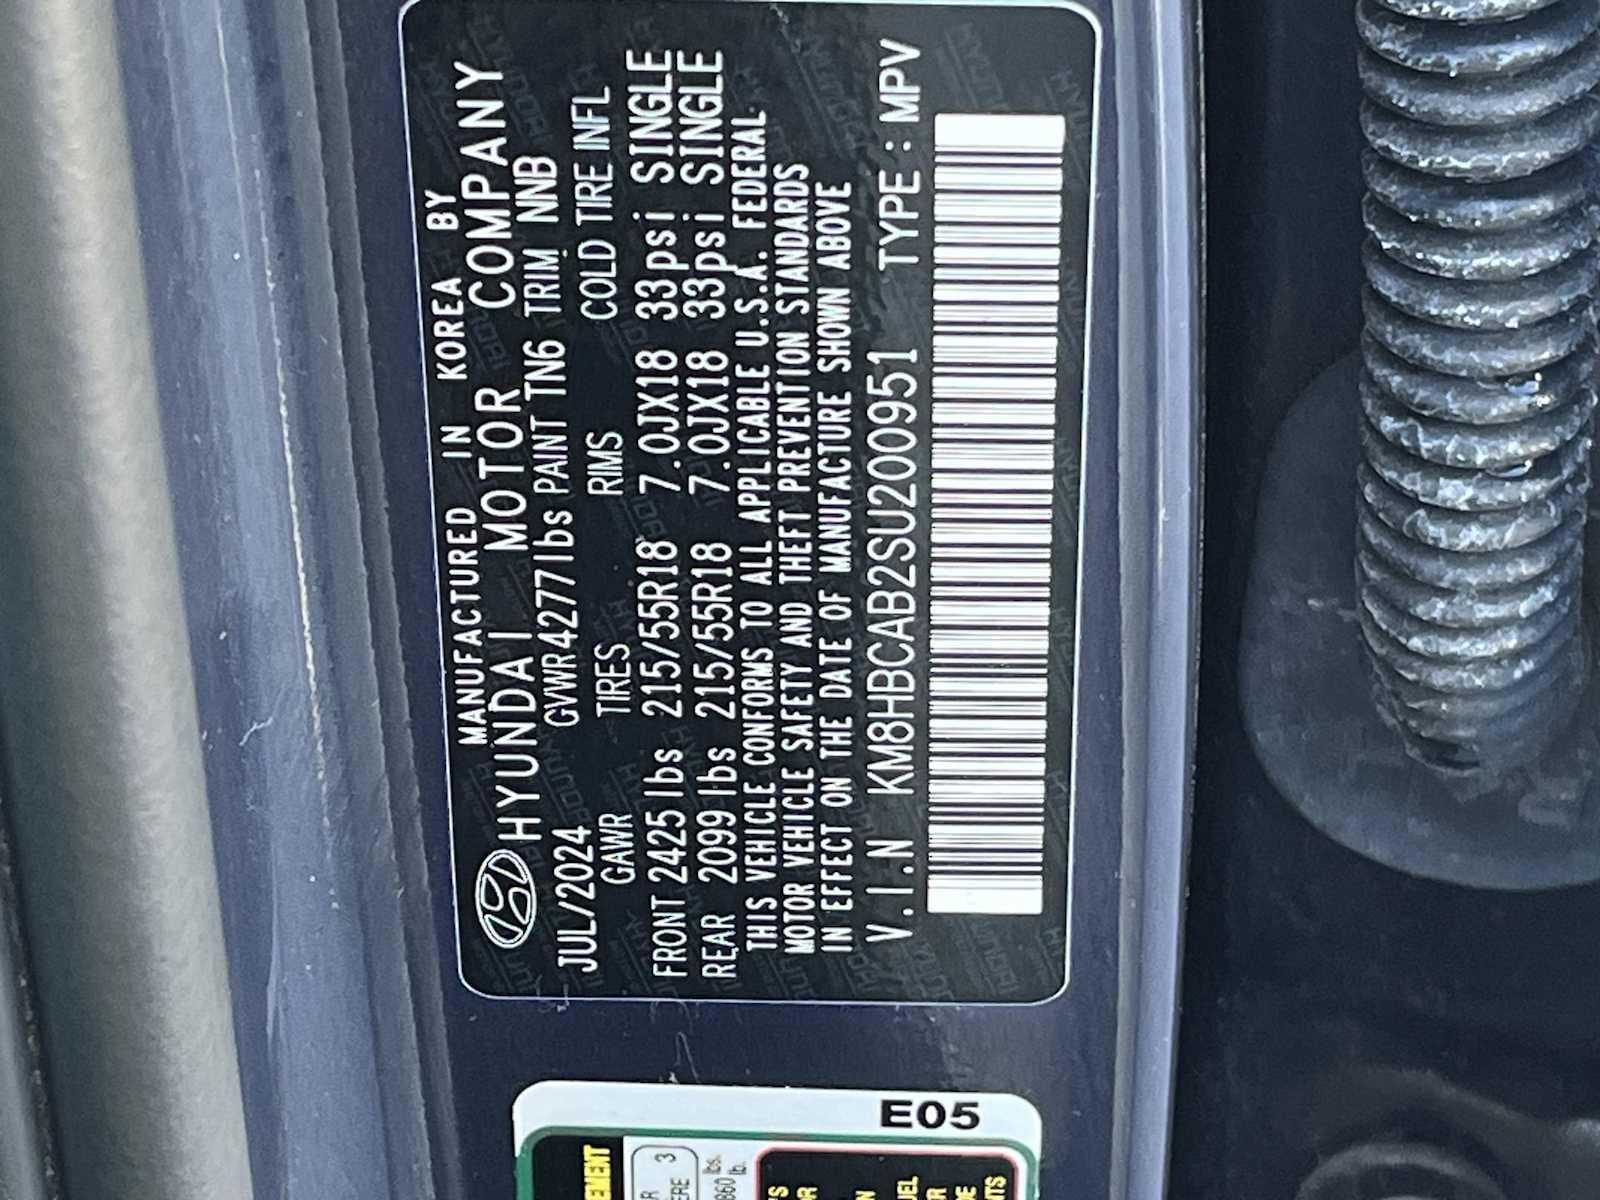 MANUFACTURED IN KOREA BY
HYUNDAI MOTOR COMPANY
JUL/2024 GVWR4277lbs PAINT TN6 TRIM NNB
GAWR TIRES RIMS COLD TIRE INFL
FRONT 2425lbs 215/55R18 7.0JX18 33psi SINGLE
REAR 2099lbs 215/55R18 7.0JX18 33psi SINGLE
THIS VEHICLE CONFORMS TO ALL APPLICABLE U.S.A. FEDERAL
MOTOR VEHICLE SAFETY AND THEFT PREVENTION STANDARDS
IN EFFECT ON THE DATE OF MANUFACTURE SHOWN ABOVE
V.I.N KM8HBCAB2SU200951 TYPE : MPV
E05